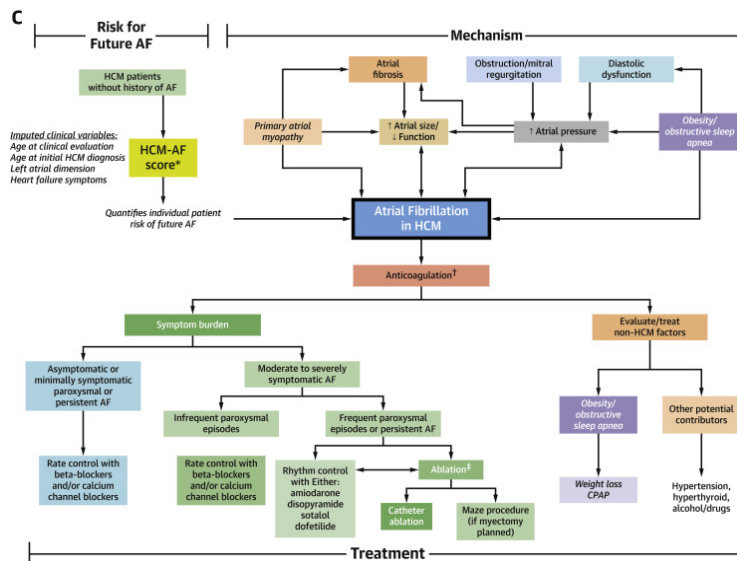 C
Risk for
Future AF
Mechanism
HCM patients
without history of AF
Imputed clinical variables:
Age at clinical evaluation
Age at initial HCM diagnosis
Left atrial dimension
Heart failure symptoms
HCM-AF
score*
Quantifies individual patient
risk of future AF
Atrial
fibrosis
Obstruction/mitral
regurgitation
Diastolic
dysfunction
Primary atrial
myopathy
↑ Atrial size/
↓ Function
↑ Atrial pressure
Obesity/
obstructive sleep
apnea
Atrial Fibrillation
in HCM
Anticoagulation†
Symptom burden
Evaluate/treat
non-HCM factors
Asymptomatic or
minimally symptomatic
paroxysmal or
persistent AF
Moderate to severely
symptomatic AF
Infrequent paroxysmal
episodes
Frequent paroxysmal
episodes or persistent AF
Obesity/
obstructive
sleep apnea
Other potential
contributors
Rate control with
beta-blockers
and/or calcium
channel blockers
Rate control with
beta-blockers
and/or calcium
channel blockers
Rhythm control
with Either:
amiodarone
disopyramide
sotalol
dofetilide
Ablation‡
Catheter
ablation
Maze procedure
(if myectomy
planned)
Weight loss
CPAP
Hypertension,
hyperthyroid,
alcohol/drugs
Treatment